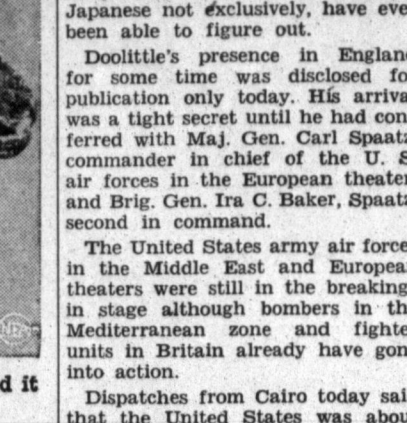 Japanese not exclusively, have eve
been able to figure out.
Doolittle's presence in Englan
for some time was disclosed fo
publication only today. His arriva
was a tight secret until he had con
ferred with Maj. Gen. Carl Spaatz
commander in chief of the U. S
air forces in the European theater
and Brig. Gen. Ira C. Baker, Spaatz
second in command.
The United States army air force
in the Middle East and Europea
theaters were still in the breaking
in stage although bombers in th
Mediterranean zone and fighte
units in Britain already have gon
into action.
Dispatches from Cairo today sai
that the United States was abou
NEA
d it